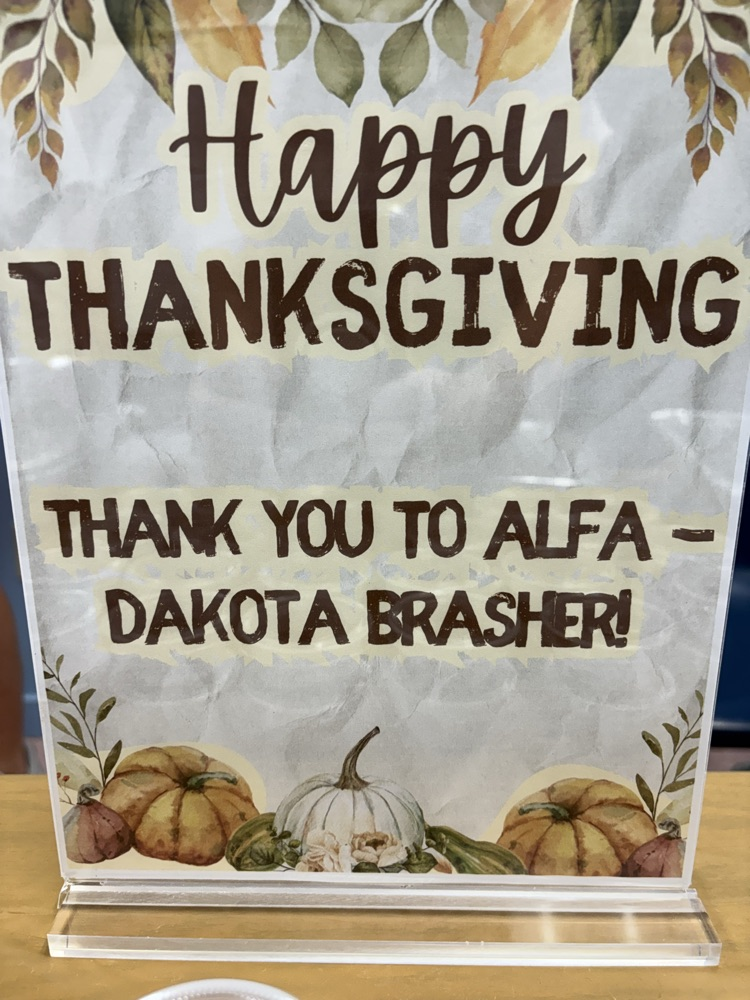 Happy
THANKSGIVING
THANK YOU TO ALFA –
DAKOTA BRASHER!